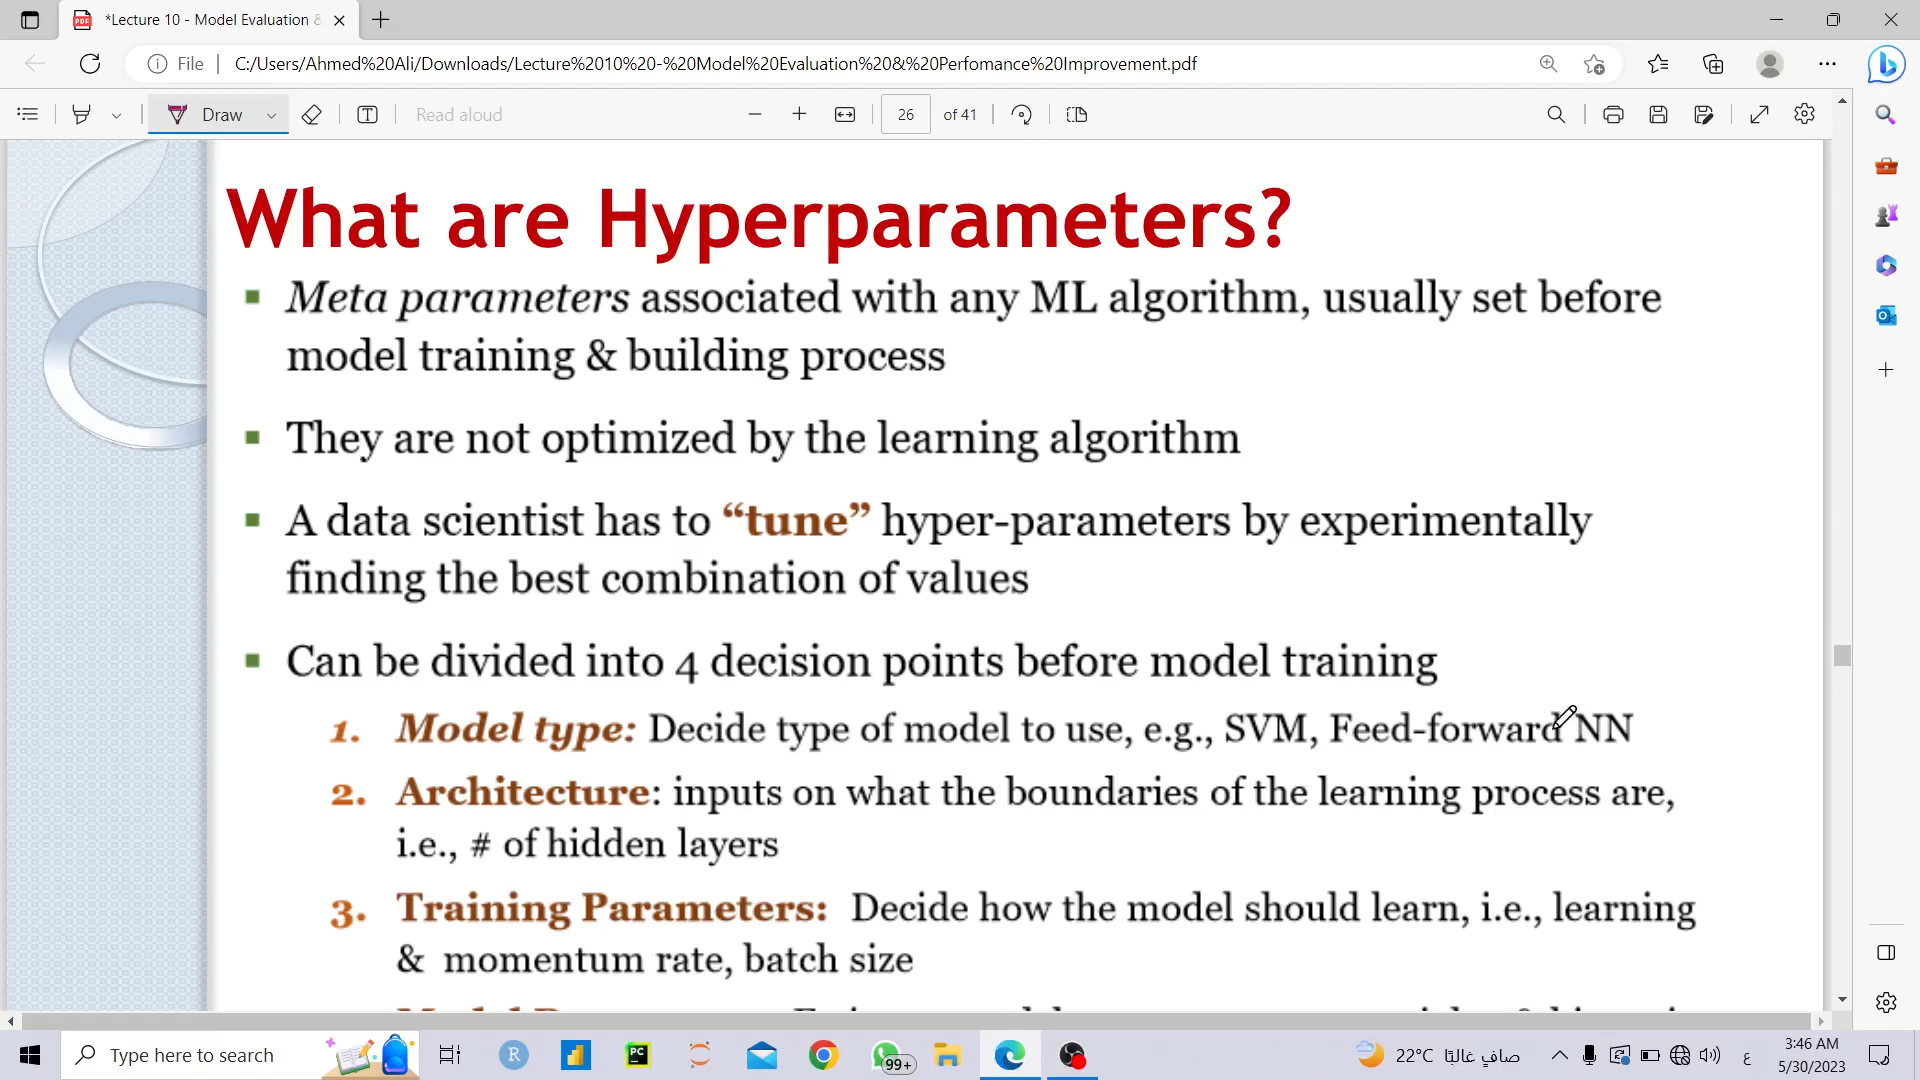 *Lecture 10 - Model Evaluation &
File
C:/Users/Ahmed%20Ali/Downloads/Lecture%2010%20-%20Model%20Evaluation%20&%20Perfomance%20Improvement.pdf
Draw
Read aloud
26 of 41
What are Hyperparameters?
Meta parameters associated with any ML algorithm, usually set before
model training & building process
They are not optimized by the learning algorithm
A data scientist has to “tune” hyper-parameters by experimentally
finding the best combination of values
Can be divided into 4 decision points before model training
1. Model type: Decide type of model to use, e.g., SVM, Feed-forward NN
2. Architecture: inputs on what the boundaries of the learning process are,
i.e., # of hidden layers
3. Training Parameters: Decide how the model should learn, i.e., learning
& momentum rate, batch size
Type here to search
R
PC
99+
22°C صافٍ غالبًا
ع
3:46 AM
5/30/2023